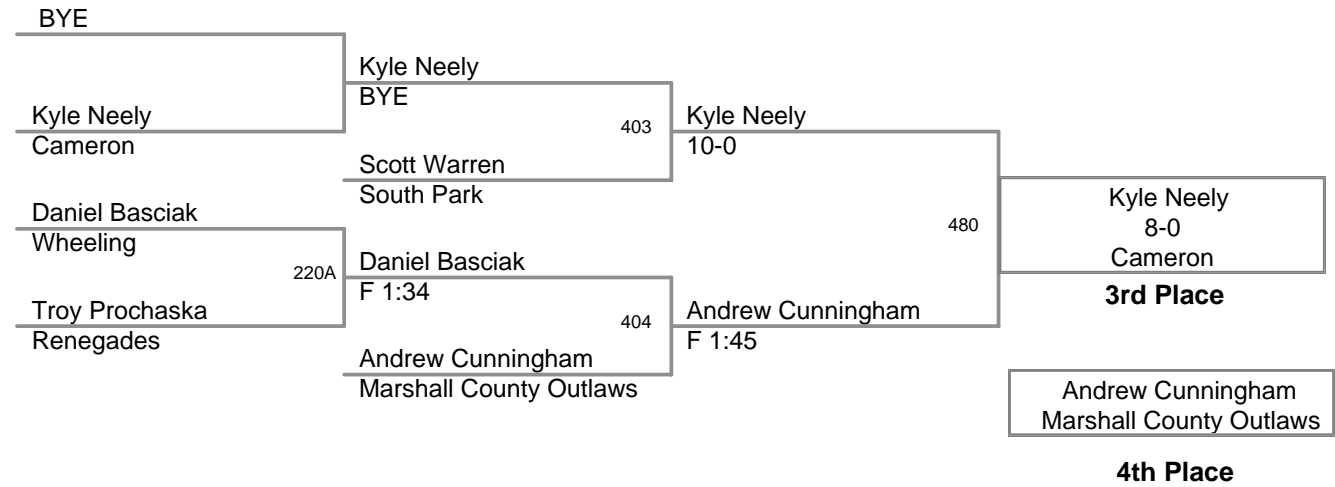 BYE
Kyle Neely
Cameron
Daniel Basciak
Wheeling
220A
Troy Prochaska
Renegades
Kyle Neely
BYE
403
Scott Warren
South Park
Daniel Basciak
F 1:34
404
Andrew Cunningham
Marshall County Outlaws
Kyle Neely
10-0
480
Andrew Cunningham
F 1:45
Kyle Neely
8-0
Cameron
3rd Place
Andrew Cunningham
Marshall County Outlaws
4th Place